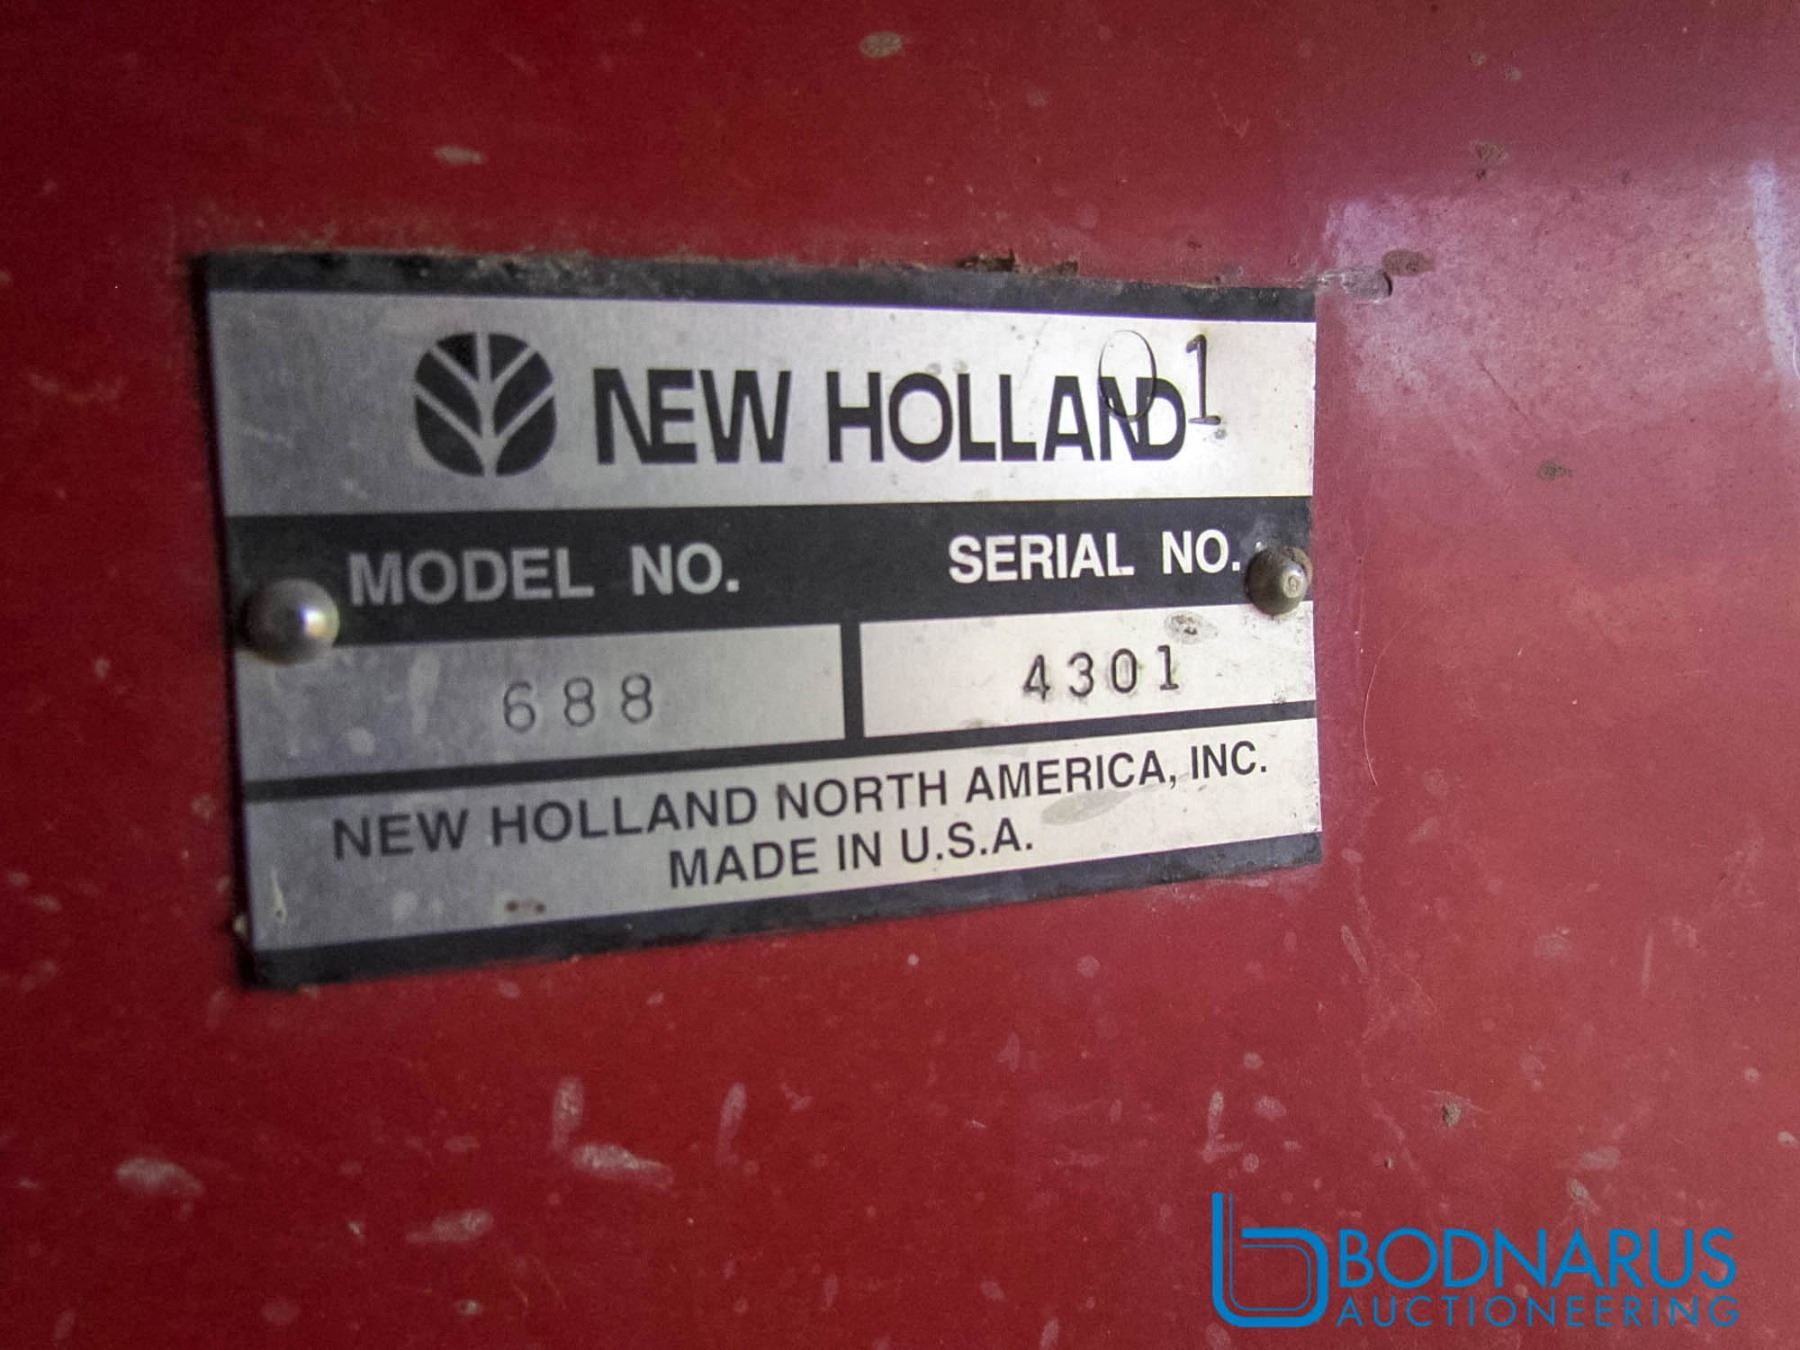 01
NEW HOLLAND
MODEL NO. SERIAL NO.
688 4301
NEW HOLLAND NORTH AMERICA, INC.
MADE IN U.S.A.
BODNARUS
AUCTIONEERING